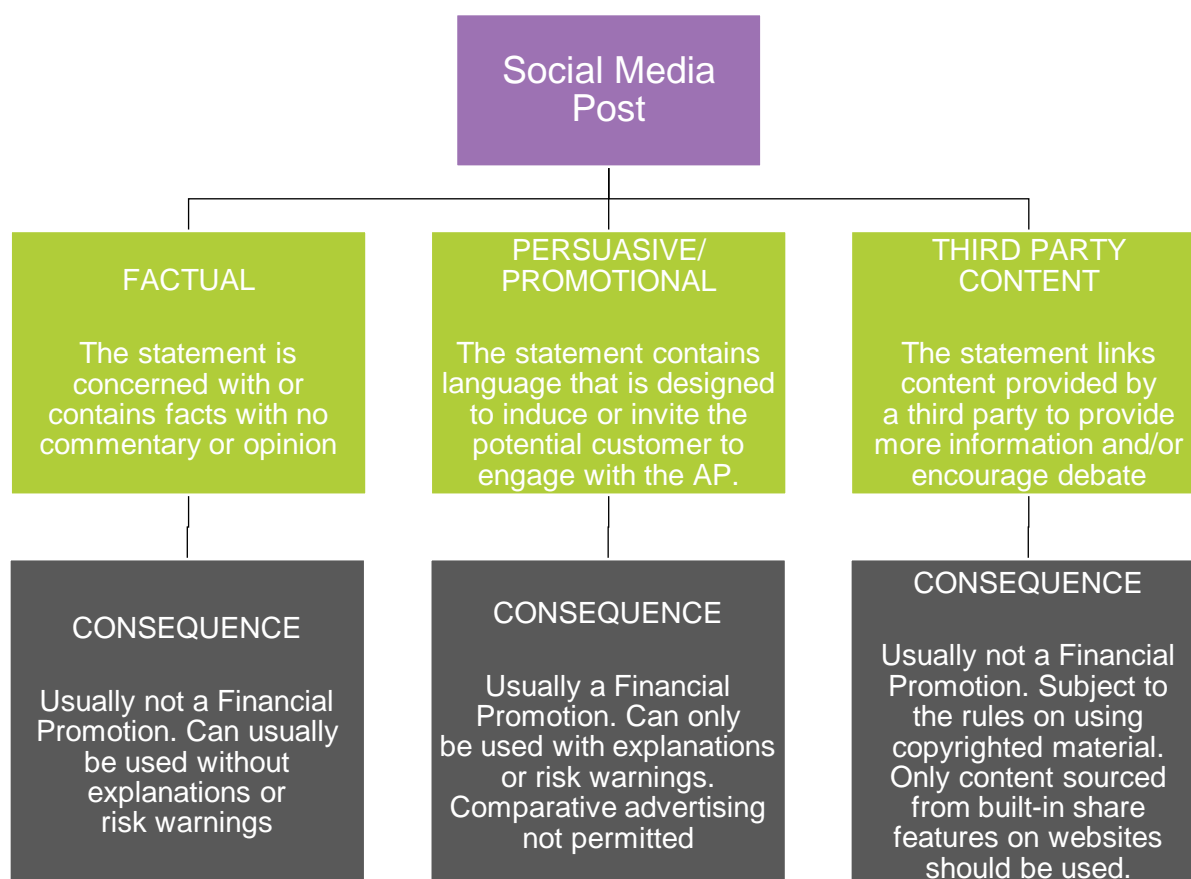 Social Media
Post
FACTUAL
The statement is
concerned with or
contains facts with no
commentary or opinion
PERSUASIVE/
PROMOTIONAL
The statement contains
language that is designed
to induce or invite the
potential customer to
engage with the AP.
THIRD PARTY
CONTENT
The statement links
content provided by
a third party to provide
more information and/or
encourage debate
CONSEQUENCE
Usually not a Financial
Promotion. Can usually
be used without
explanations or
risk warnings
CONSEQUENCE
Usually a Financial
Promotion. Can only
be used with explanations
or risk warnings.
Comparative advertising
not permitted
CONSEQUENCE
Usually not a Financial
Promotion. Subject to
the rules on using
copyrighted material.
Only content sourced
from built-in share
features on websites
should be used.